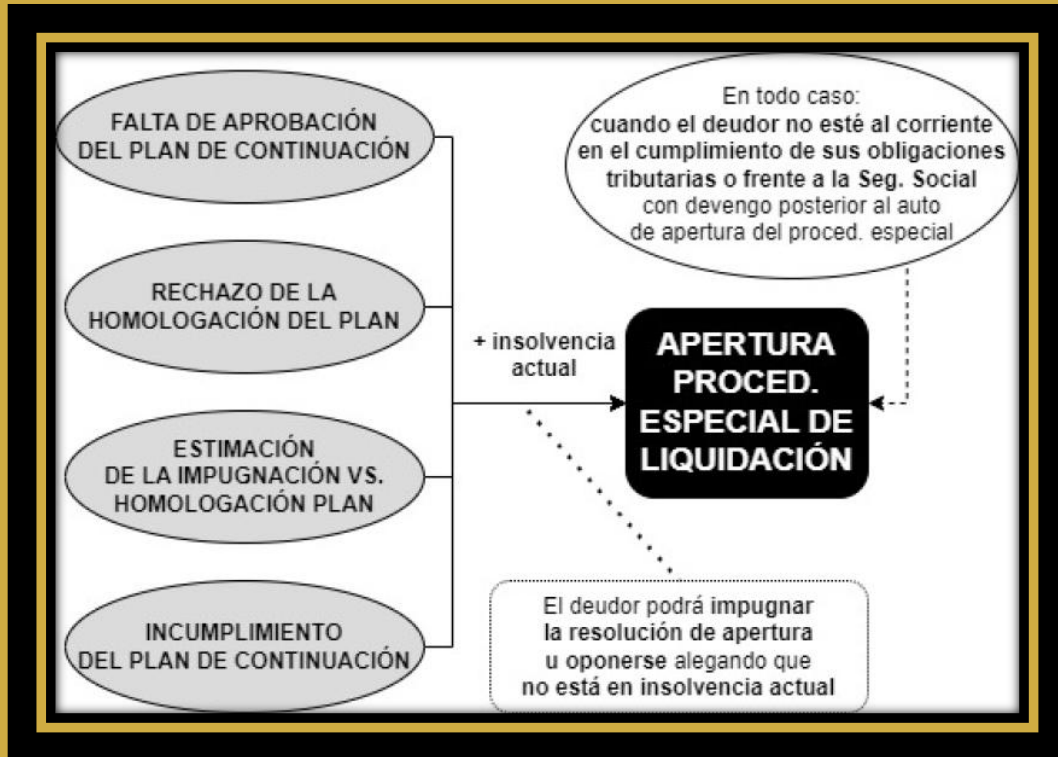 FALTA DE APROBACIÓN
DEL PLAN DE CONTINUACIÓN
RECHAZO DE LA
HOMOLOGACIÓN DEL PLAN
ESTIMACIÓN
DE LA IMPUGNACIÓN VS.
HOMOLOGACIÓN PLAN
INCUMPLIMIENTO
DEL PLAN DE CONTINUACIÓN
+ insolvencia
actual
En todo caso:
cuando el deudor no esté al corriente
en el cumplimiento de sus obligaciones
tributarias o frente a la Seg. Social
con devengo posterior al auto
de apertura del proced. especial
APERTURA
PROCED.
ESPECIAL DE
LIQUIDACIÓN
El deudor podrá impugnar
la resolución de apertura
u oponerse alegando que
no está en insolvencia actual